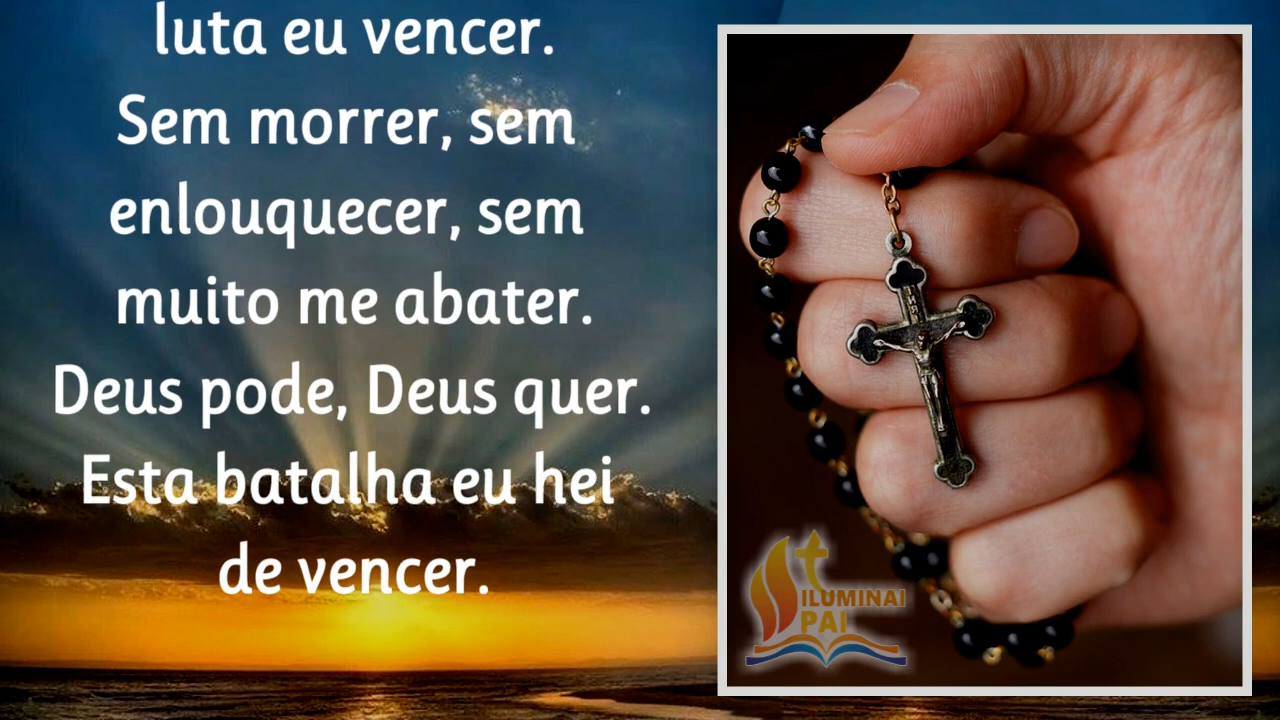 luta eu vencer.
Sem morrer, sem
enlouquecer, sem
muito me abater.
Deus pode, Deus quer.
Esta batalha eu hei
de vencer.
ILUMINAI
PAI